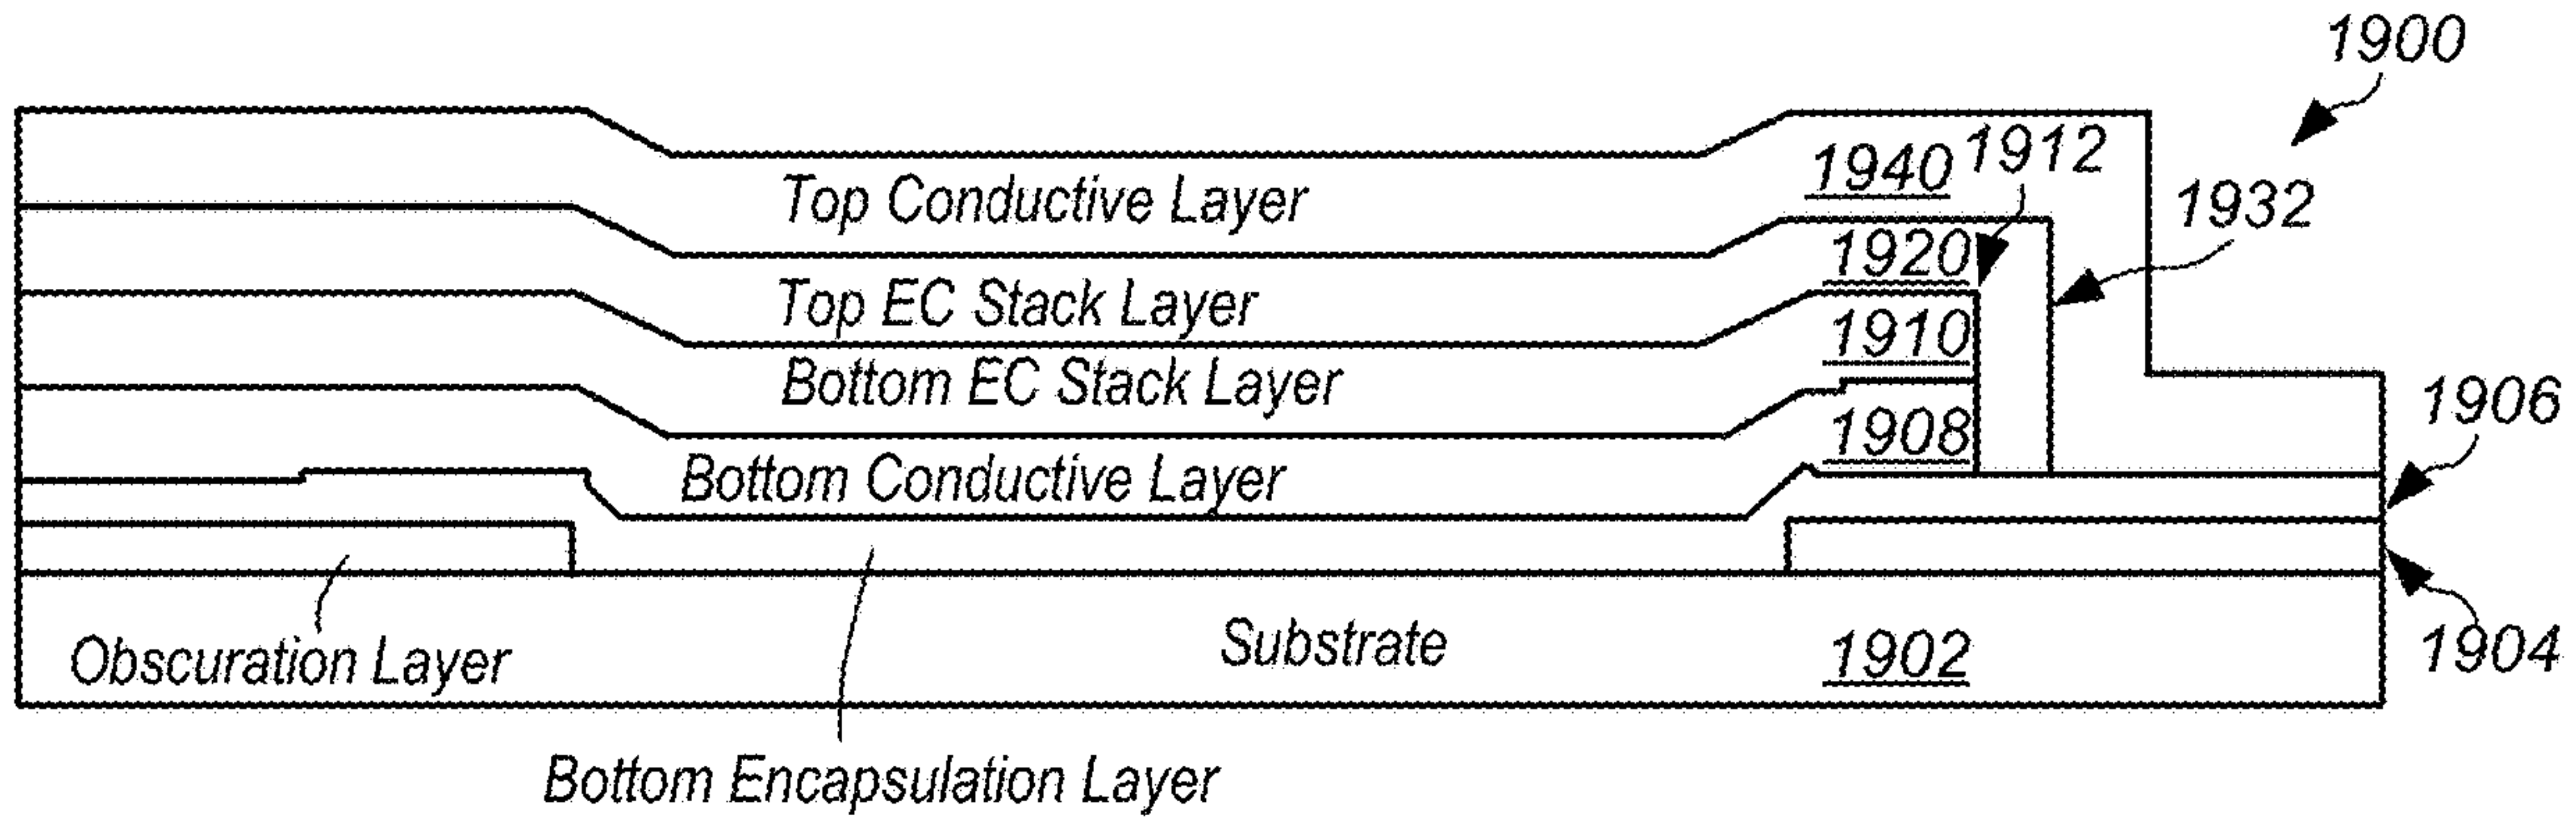 1900
1912
1940
Top Conductive Layer
1932
1920
Top EC Stack Layer
1910
Bottom EC Stack Layer
1906
1908
Bottom Conductive Layer
Substrate
1902
1904
Obscuration Layer
Bottom Encapsulation Layer